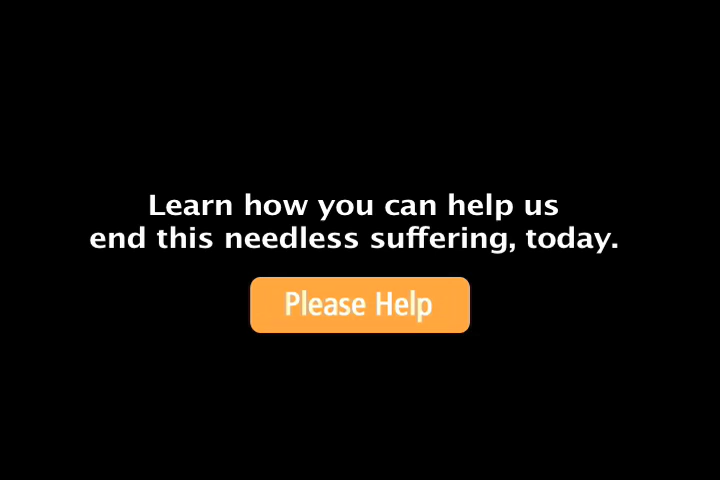 Learn how you can help us
end this needless suffering, today.
Please Help